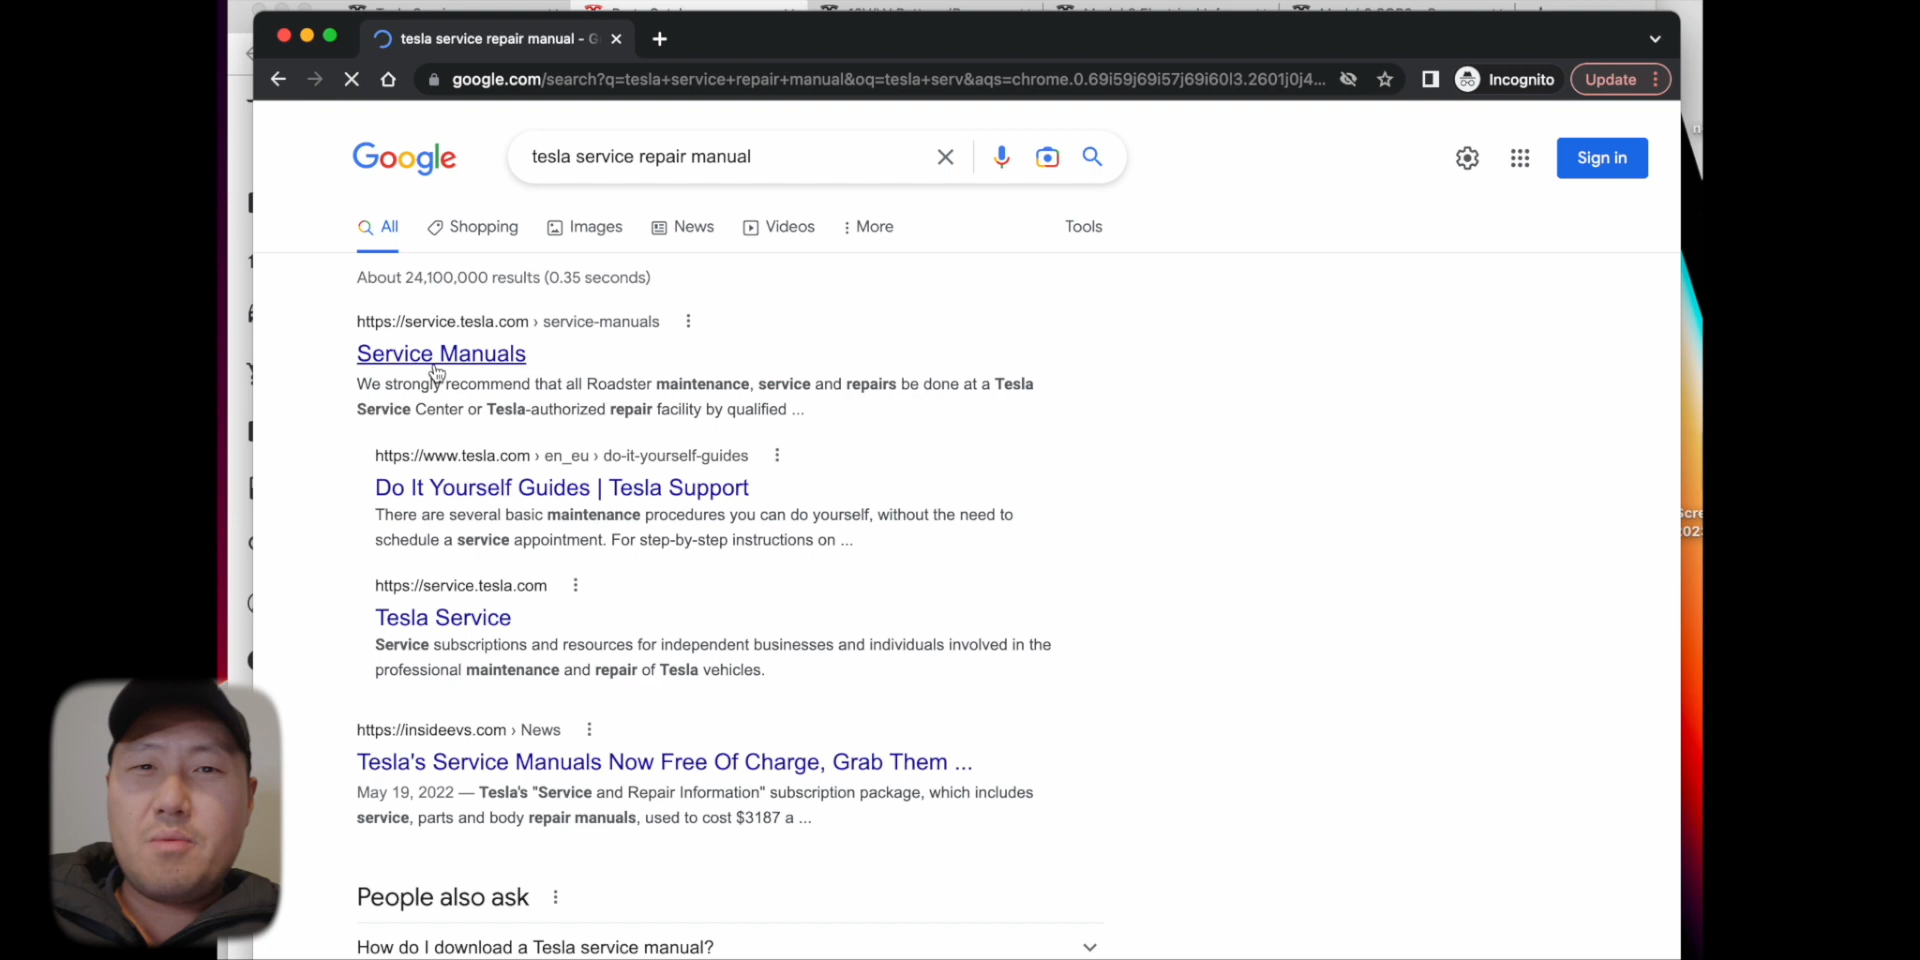 tesla service repair manual - G
google.com/search?q=tesla+service+repair+manual&oq=tesla+serv&aqs=chrome.0.69i59j69i57j69i60l3.2601j0j4...
Incognito
Update
Google
tesla service repair manual
Sign in
All
Shopping
Images
News
Videos
More
Tools
About 24,100,000 results (0.35 seconds)
https://service.tesla.com › service-manuals
Service Manuals
We strongly recommend that all Roadster maintenance, service and repairs be done at a Tesla
Service Center or Tesla-authorized repair facility by qualified ...
https://www.tesla.com › en_eu › do-it-yourself-guides
Do It Yourself Guides | Tesla Support
There are several basic maintenance procedures you can do yourself, without the need to
schedule a service appointment. For step-by-step instructions on ...
https://service.tesla.com
Tesla Service
Service subscriptions and resources for independent businesses and individuals involved in the
professional maintenance and repair of Tesla vehicles.
https://insideevs.com › News
Tesla's Service Manuals Now Free Of Charge, Grab Them ...
May 19, 2022 — Tesla's "Service and Repair Information" subscription package, which includes
service, parts and body repair manuals, used to cost $3187 a ...
People also ask
How do I download a Tesla service manual?